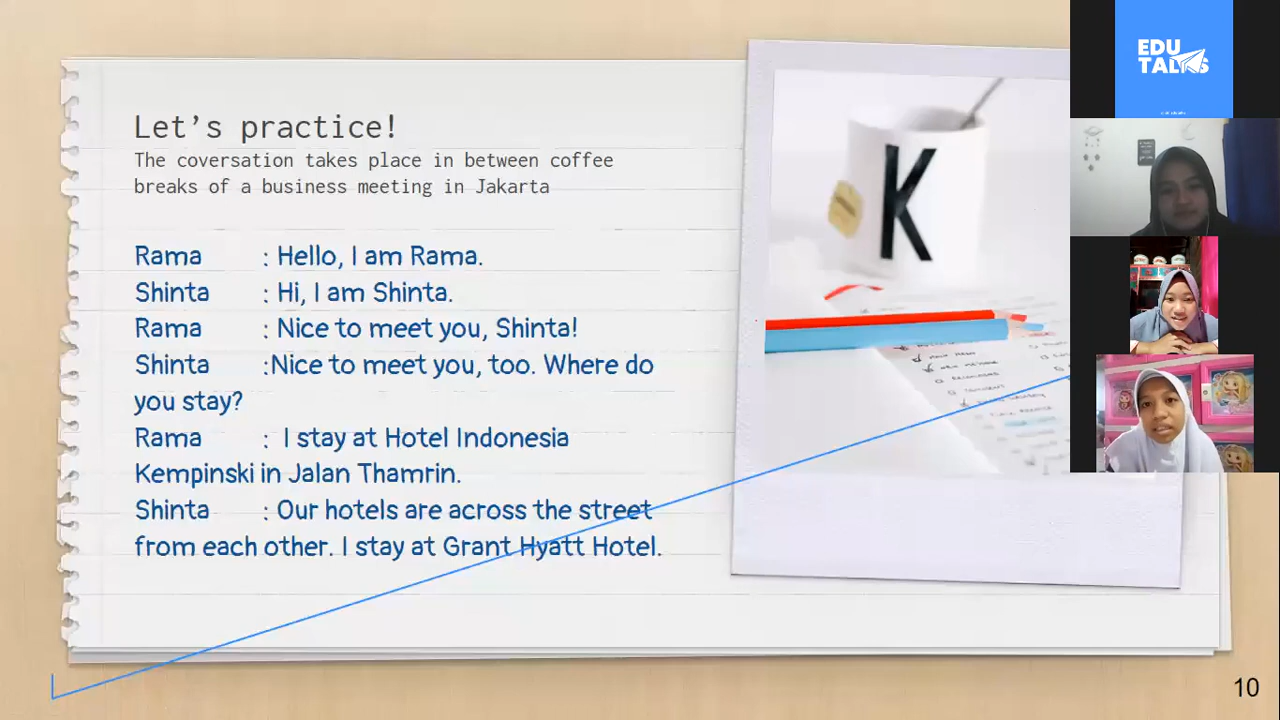 Let's practice!
The coversation takes place in between coffee
breaks of a business meeting in Jakarta
Rama : Hello, I am Rama.
Shinta : Hi, I am Shinta.
Rama : Nice to meet you, Shinta!
Shinta :Nice to meet you, too. Where do
you stay?
Rama : I stay at Hotel Indonesia
Kempinski in Jalan Thamrin.
Shinta : Our hotels are across the street
from each other. I stay at Grant Hyatt Hotel.
K
EDU
TALKS
10